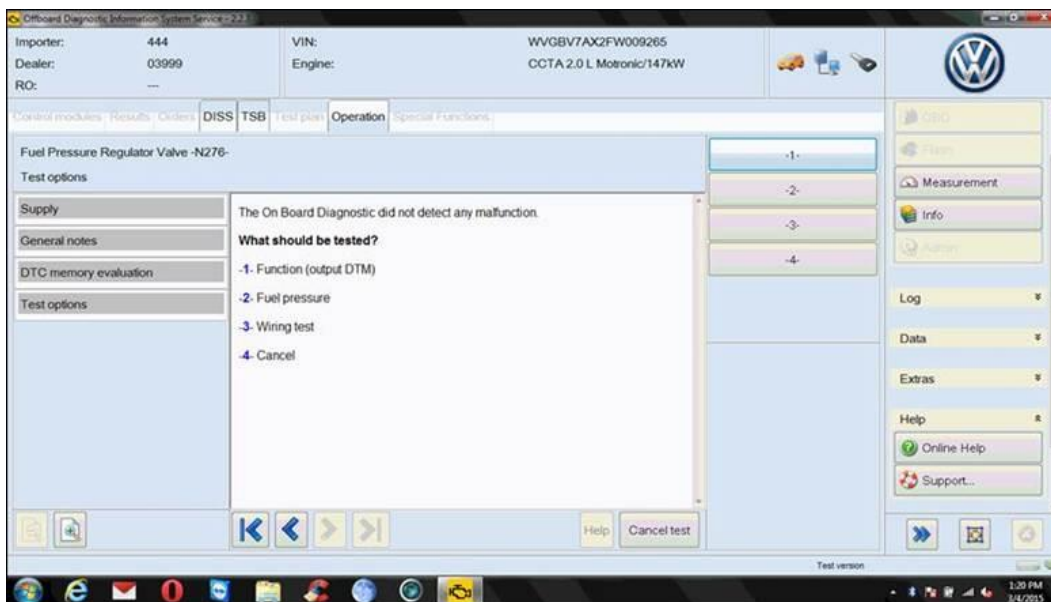 Offboard Diagnostic Information System Service - 2.2.3
Importer: 444 VIN: WVGBV7AX2FW009265
Dealer: 03999 Engine: CCTA 2.0 L Motronic/147kW
RO: ---
Control modules Results Orders DISS TSB Test plan Operation Special Functions
Fuel Pressure Regulator Valve -N276-
Test options
Supply
General notes
DTC memory evaluation
Test options
The On Board Diagnostic did not detect any malfunction.
What should be tested?
-1- Function (output DTM)
-2- Fuel pressure
-3- Wiring test
-4- Cancel
-1-
-2-
-3-
-4-
Help
Cancel test
OBD
Flash
Measurement
Info
Admin
Log
Data
Extras
Help
Online Help
Support...
Test version
1:20 PM
3/4/2015